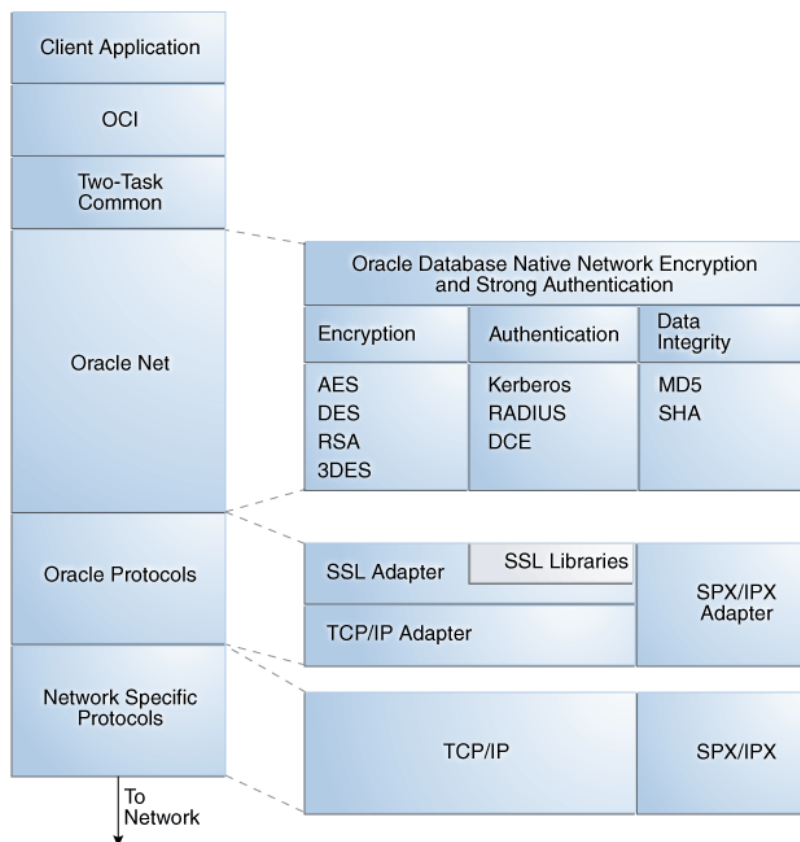 Client Application
OCI
Two-Task
Common
Oracle Net
Oracle Protocols
Network Specific
Protocols
To
Network
Oracle Database Native Network Encryption
and Strong Authentication
Encryption
AES
DES
RSA
3DES
Authentication
Kerberos
RADIUS
DCE
Data
Integrity
MD5
SHA
SSL Adapter
SSL Libraries
TCP/IP Adapter
SPX/IPX
Adapter
TCP/IP
SPX/IPX